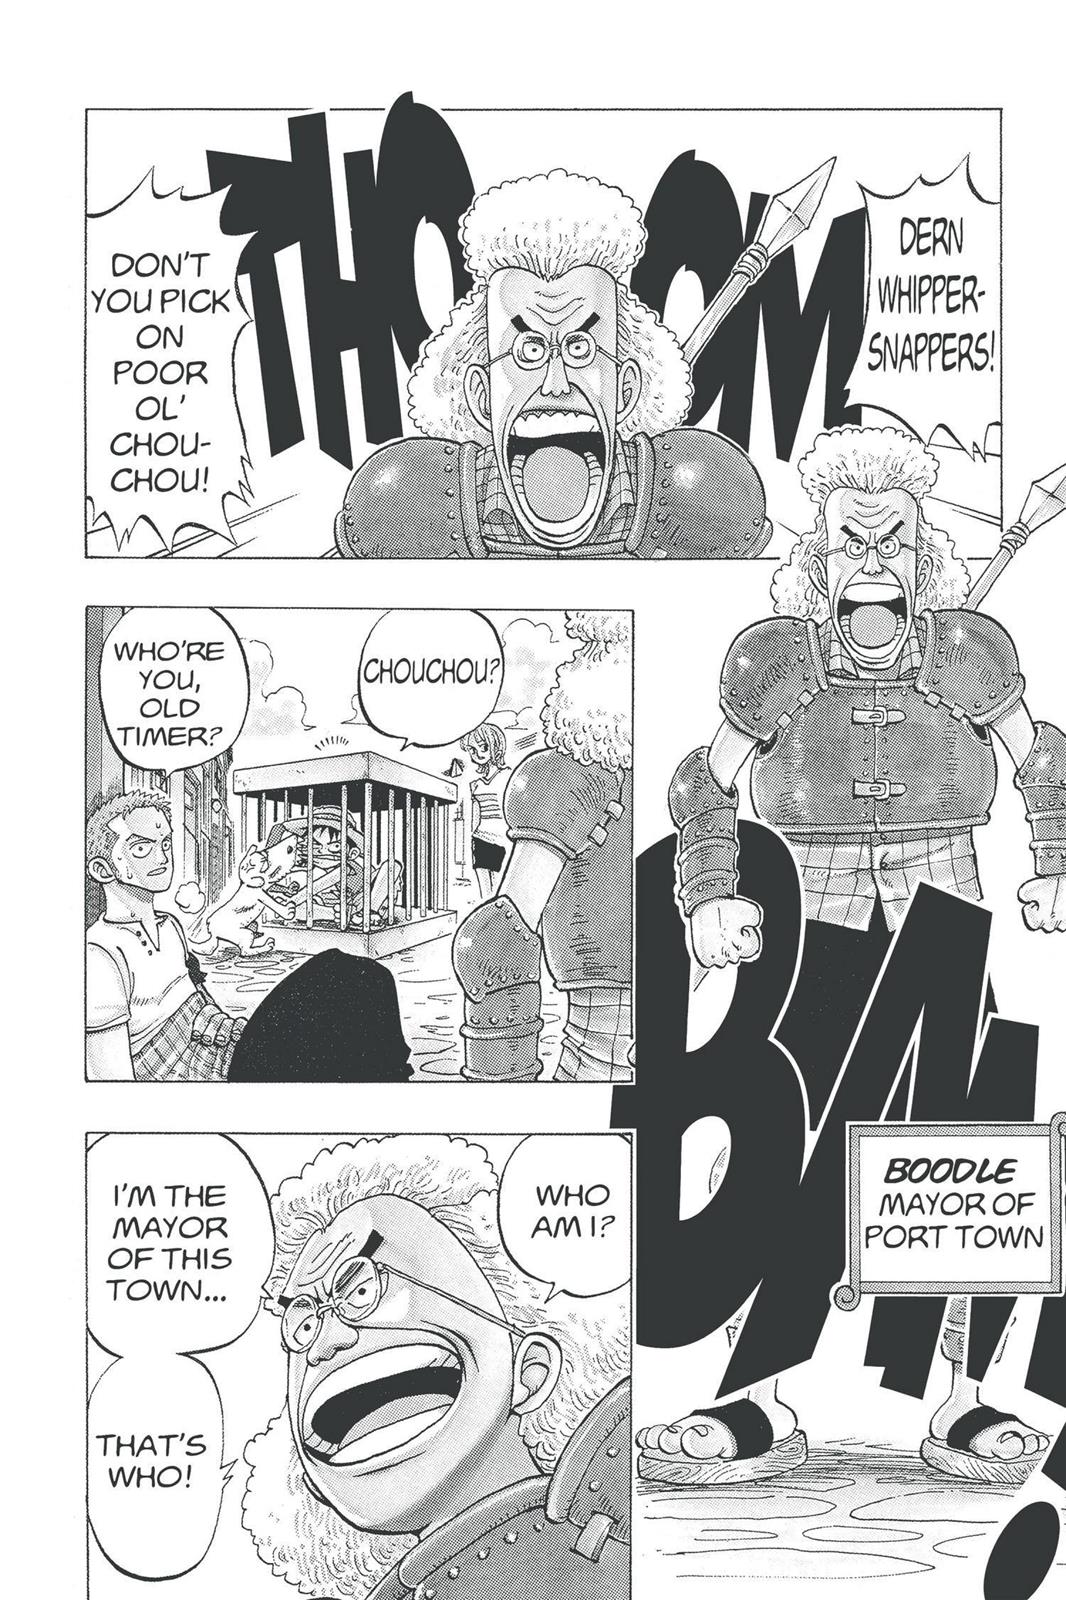 THOOM
DERN
WHIPPER-
SNAPPERS!
DON'T
YOU PICK
ON
POOR
OL'
CHOU-
CHOU!
CHOUCHOU?
WHO'RE
YOU,
OLD
TIMER?
BOODLE
MAYOR OF
PORT TOWN
WHO
AM I?
I'M THE
MAYOR
OF THIS
TOWN...
THAT'S
WHO!